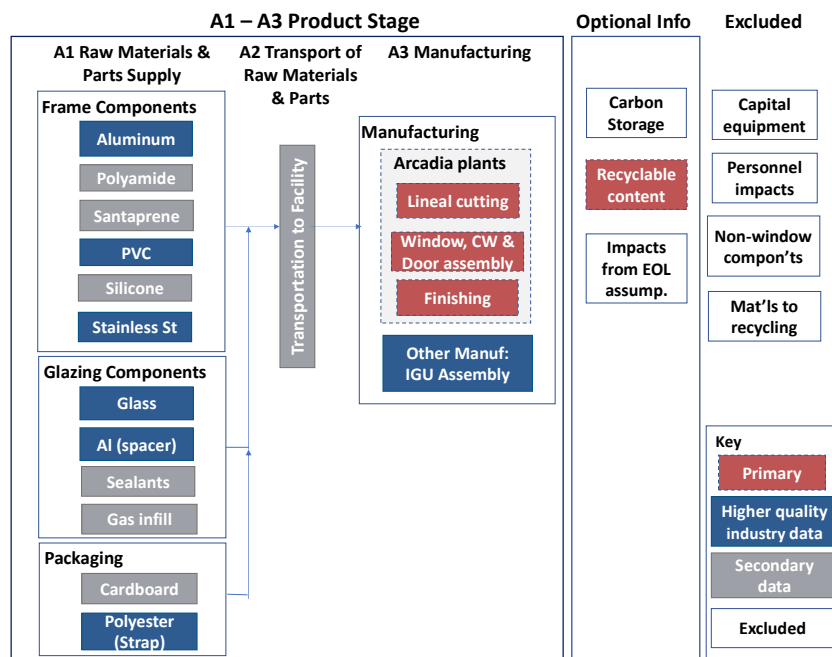 A1 – A3 Product Stage
Optional Info
Excluded
A1 Raw Materials &
Parts Supply
A2 Transport of
Raw Materials
& Parts
A3 Manufacturing
Frame Components
Aluminum
Polyamide
Santaprene
PVC
Silicone
Stainless St
Glazing Components
Glass
Al (spacer)
Sealants
Gas infill
Packaging
Cardboard
Polyester
(Strap)
Transportation to Facility
Manufacturing
Arcadia plants
Lineal cutting
Window, CW &
Door assembly
Finishing
Other Manuf:
IGU Assembly
Carbon
Storage
Recyclable
content
Impacts
from EOL
assump.
Capital
equipment
Personnel
impacts
Non-window
compon'ts
Mat'ls to
recycling
Key
Primary
Higher quality
industry data
Secondary
data
Excluded